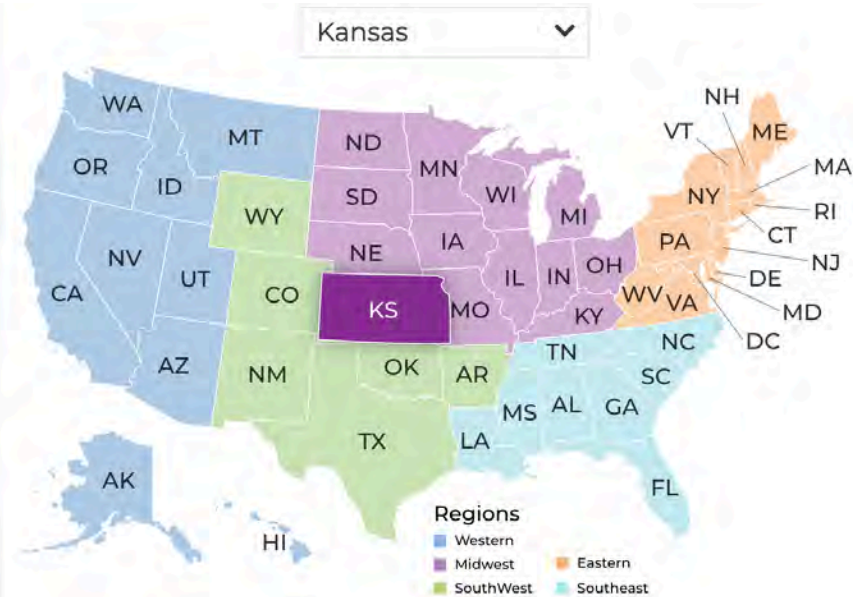 Kansas
NH
WA
VT
ME
MT
ND
MN
MA
OR
ID
SD
WI
NY
RI
WY
MI
CT
NE
IA
PA
NV
NJ
UT
CO
IL
IN
OH
DE
CA
KS
MO
WV
VA
MD
KY
DC
NC
TN
AZ
NM
OK
AR
SC
MS
AL
GA
TX
LA
AK
FL
HI
Regions
Western
Midwest
Eastern
SouthWest
Southeast